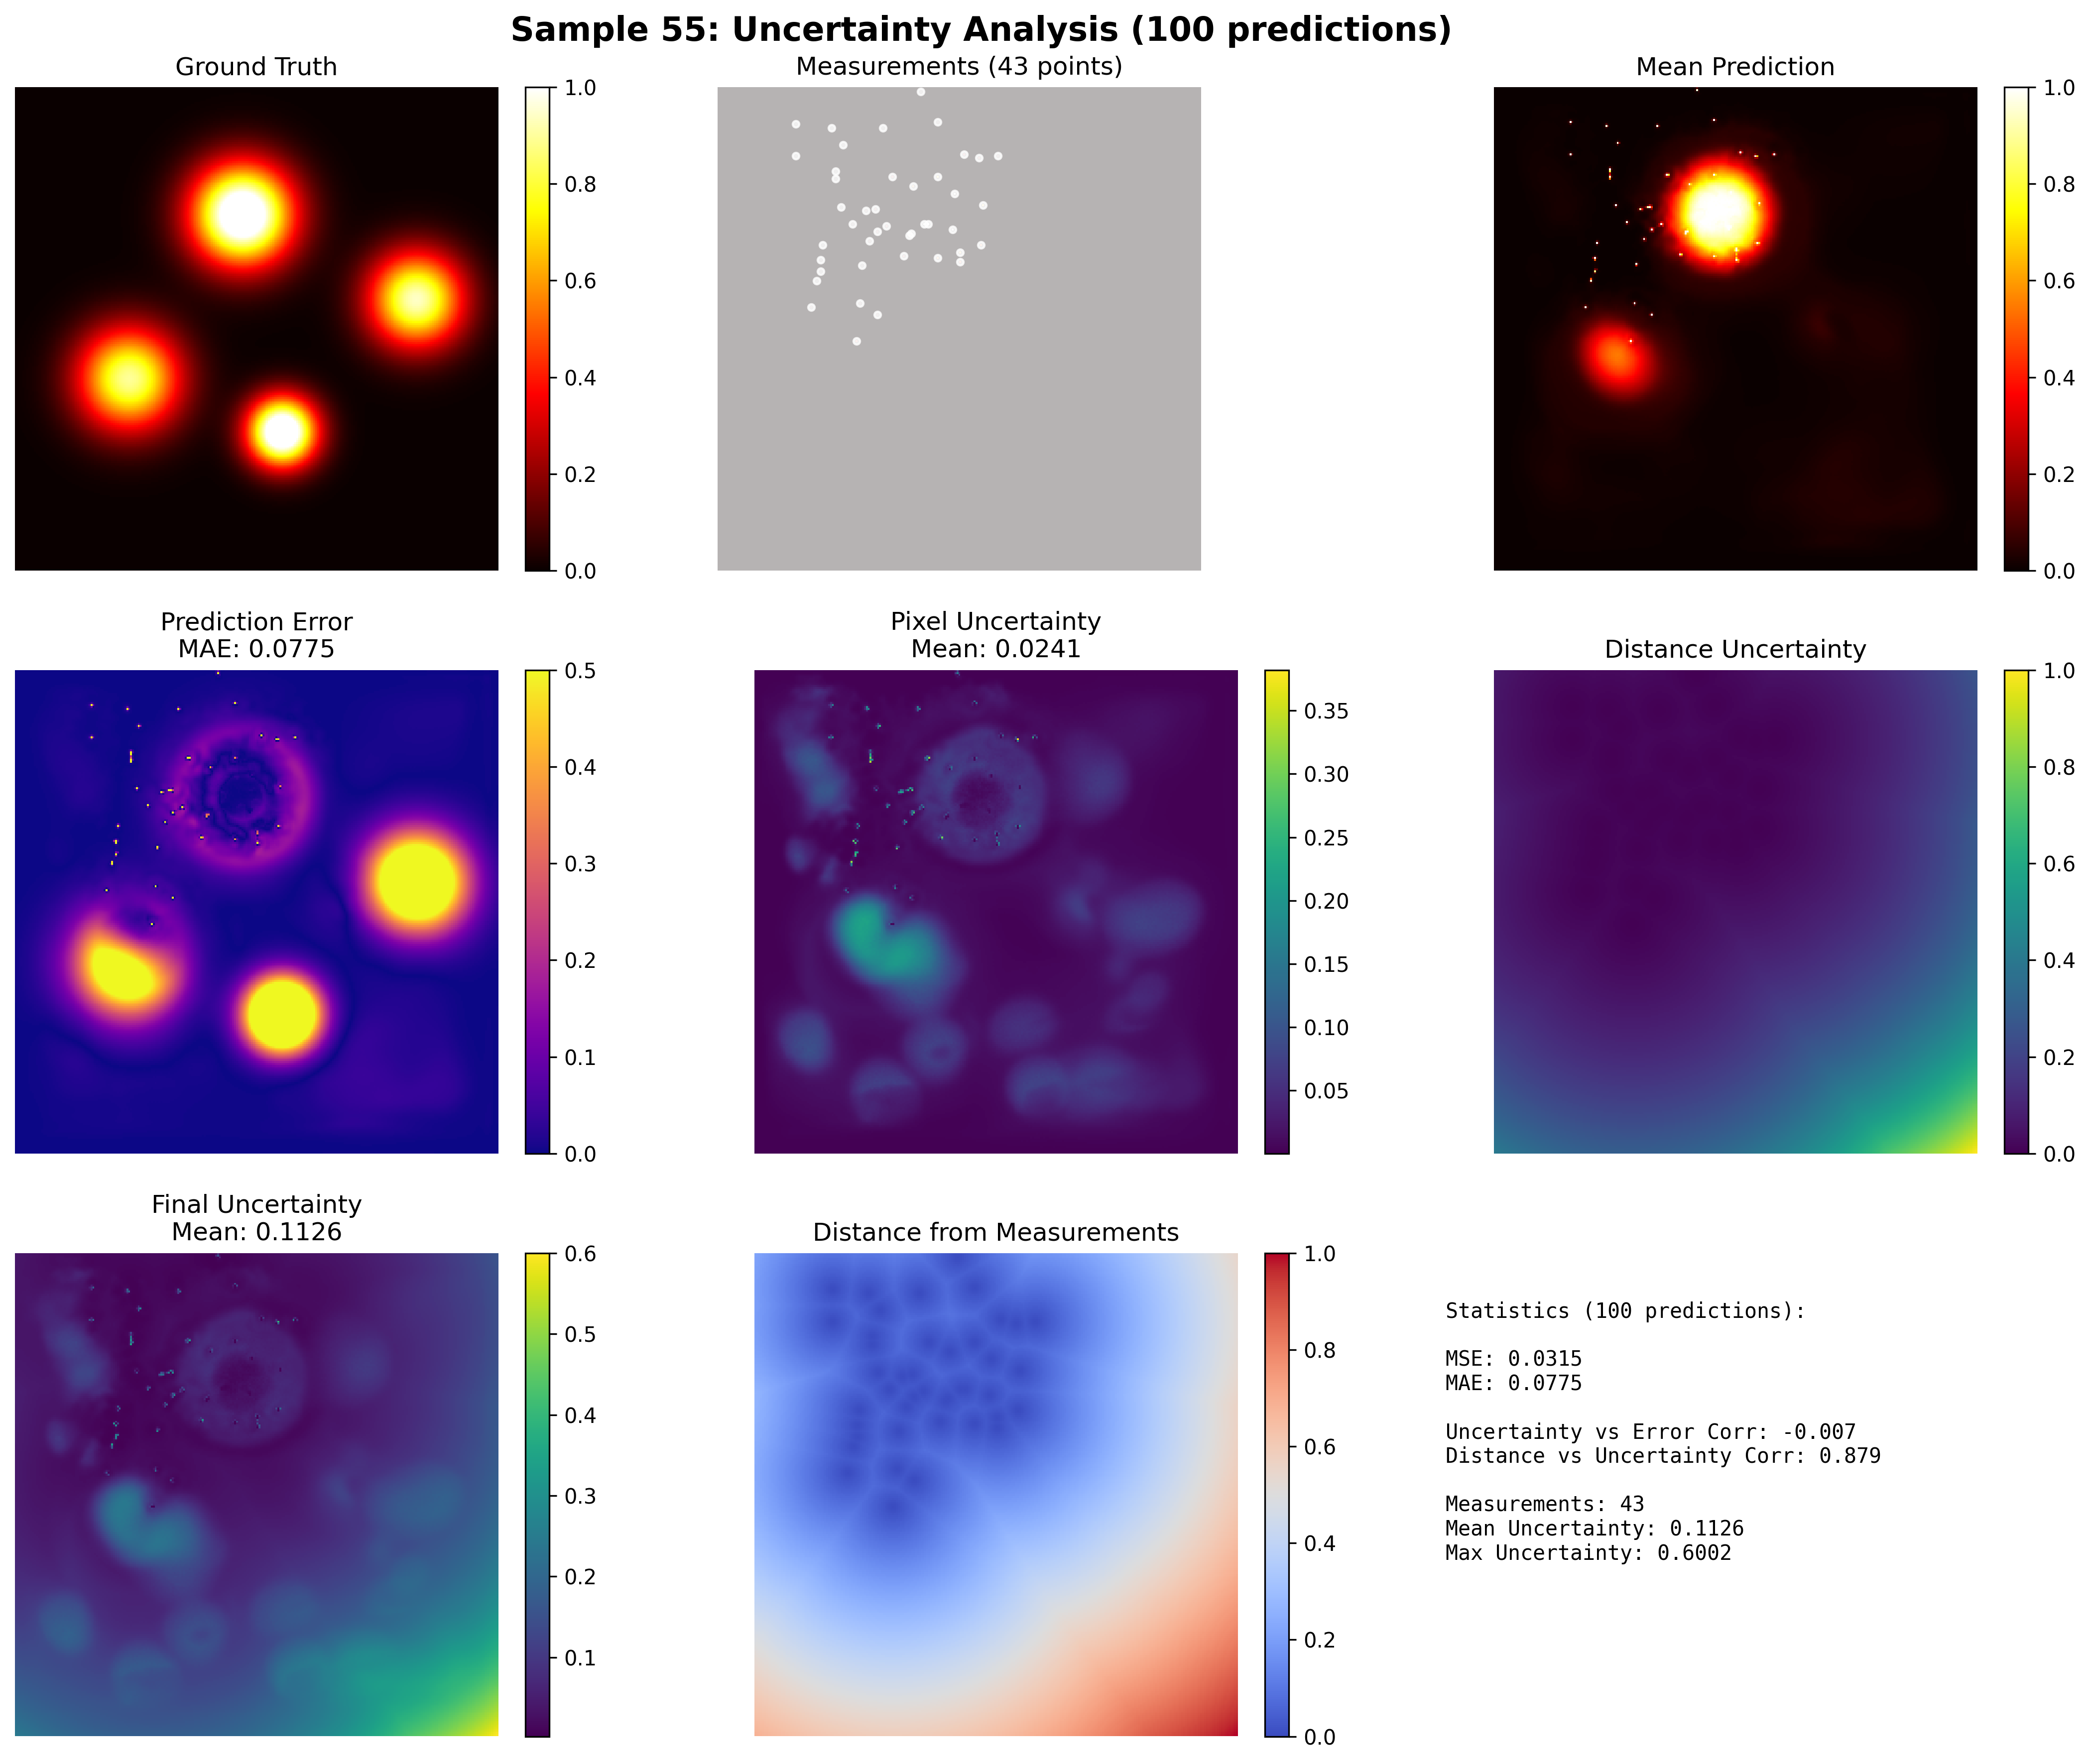 Sample 55: Uncertainty Analysis (100 predictions)
Ground Truth
1.0
0.8
0.6
0.4
0.2
0.0
Measurements (43 points)
Mean Prediction
1.0
0.8
0.6
0.4
0.2
0.0
Prediction Error
MAE: 0.0775
0.5
0.4
0.3
0.2
0.1
0.0
Pixel Uncertainty
Mean: 0.0241
0.35
0.30
0.25
0.20
0.15
0.10
0.05
Distance Uncertainty
1.0
0.8
0.6
0.4
0.2
0.0
Final Uncertainty
Mean: 0.1126
0.6
0.5
0.4
0.3
0.2
0.1
Distance from Measurements
1.0
0.8
0.6
0.4
0.2
0.0
Statistics (100 predictions):
MSE: 0.0315
MAE: 0.0775
Uncertainty vs Error Corr: -0.007
Distance vs Uncertainty Corr: 0.879
Measurements: 43
Mean Uncertainty: 0.1126
Max Uncertainty: 0.6002